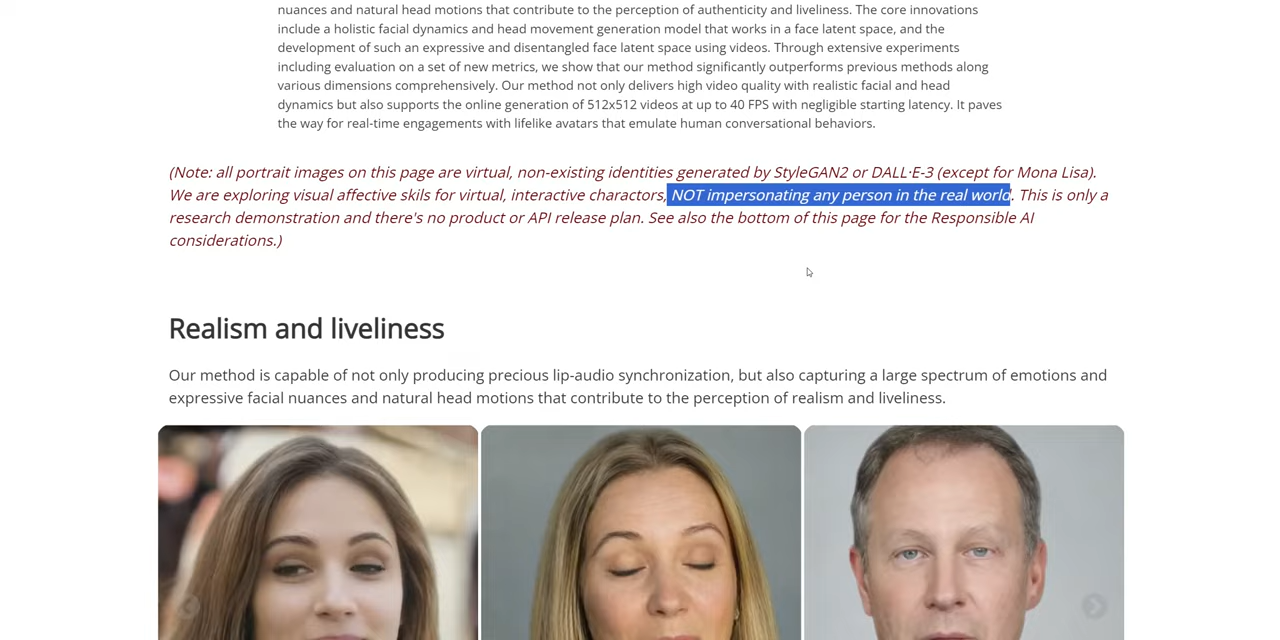 nuances and natural head motions that contribute to the perception of authenticity and liveliness. The core innovations
include a holistic facial dynamics and head movement generation model that works in a face latent space, and the
development of such an expressive and disentangled face latent space using videos. Through extensive experiments
including evaluation on a set of new metrics, we show that our method significantly outperforms previous methods along
various dimensions comprehensively. Our method not only delivers high video quality with realistic facial and head
dynamics but also supports the online generation of 512x512 videos at up to 40 FPS with negligible starting latency. It paves
the way for real-time engagements with lifelike avatars that emulate human conversational behaviors.
(Note: all portrait images on this page are virtual, non-existing identities generated by StyleGAN2 or DALL·E-3 (except for Mona Lisa).
We are exploring visual affective skils for virtual, interactive charactors, NOT impersonating any person in the real world. This is only a
research demonstration and there's no product or API release plan. See also the bottom of this page for the Responsible AI
considerations.)
Realism and liveliness
Our method is capable of not only producing precious lip-audio synchronization, but also capturing a large spectrum of emotions and
expressive facial nuances and natural head motions that contribute to the perception of realism and liveliness.